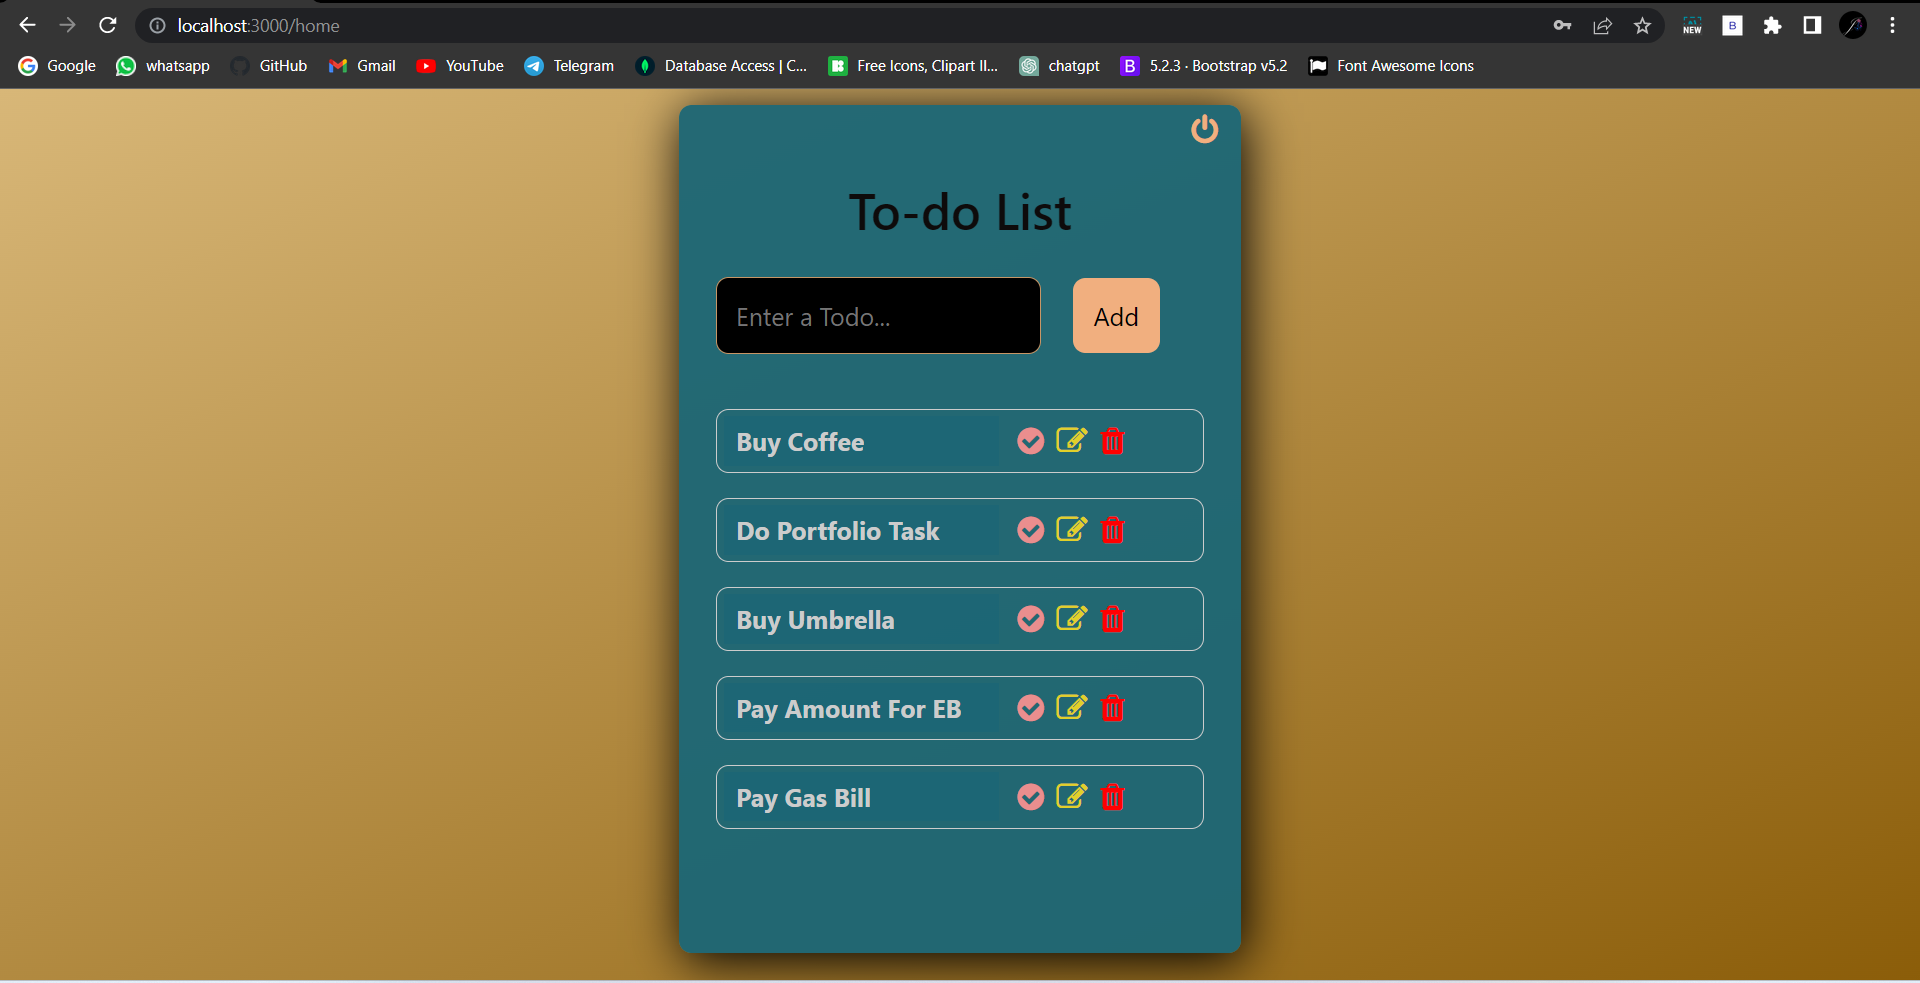 localhost:3000/home
NEW
B
Google whatsapp GitHub Gmail YouTube Telegram Database Access | C... Free Icons, Clipart Il... chatgpt B 5.2.3 · Bootstrap v5.2 Font Awesome Icons
To-do List
Enter a Todo... Add
Buy Coffee
Do Portfolio Task
Buy Umbrella
Pay Amount For EB
Pay Gas Bill